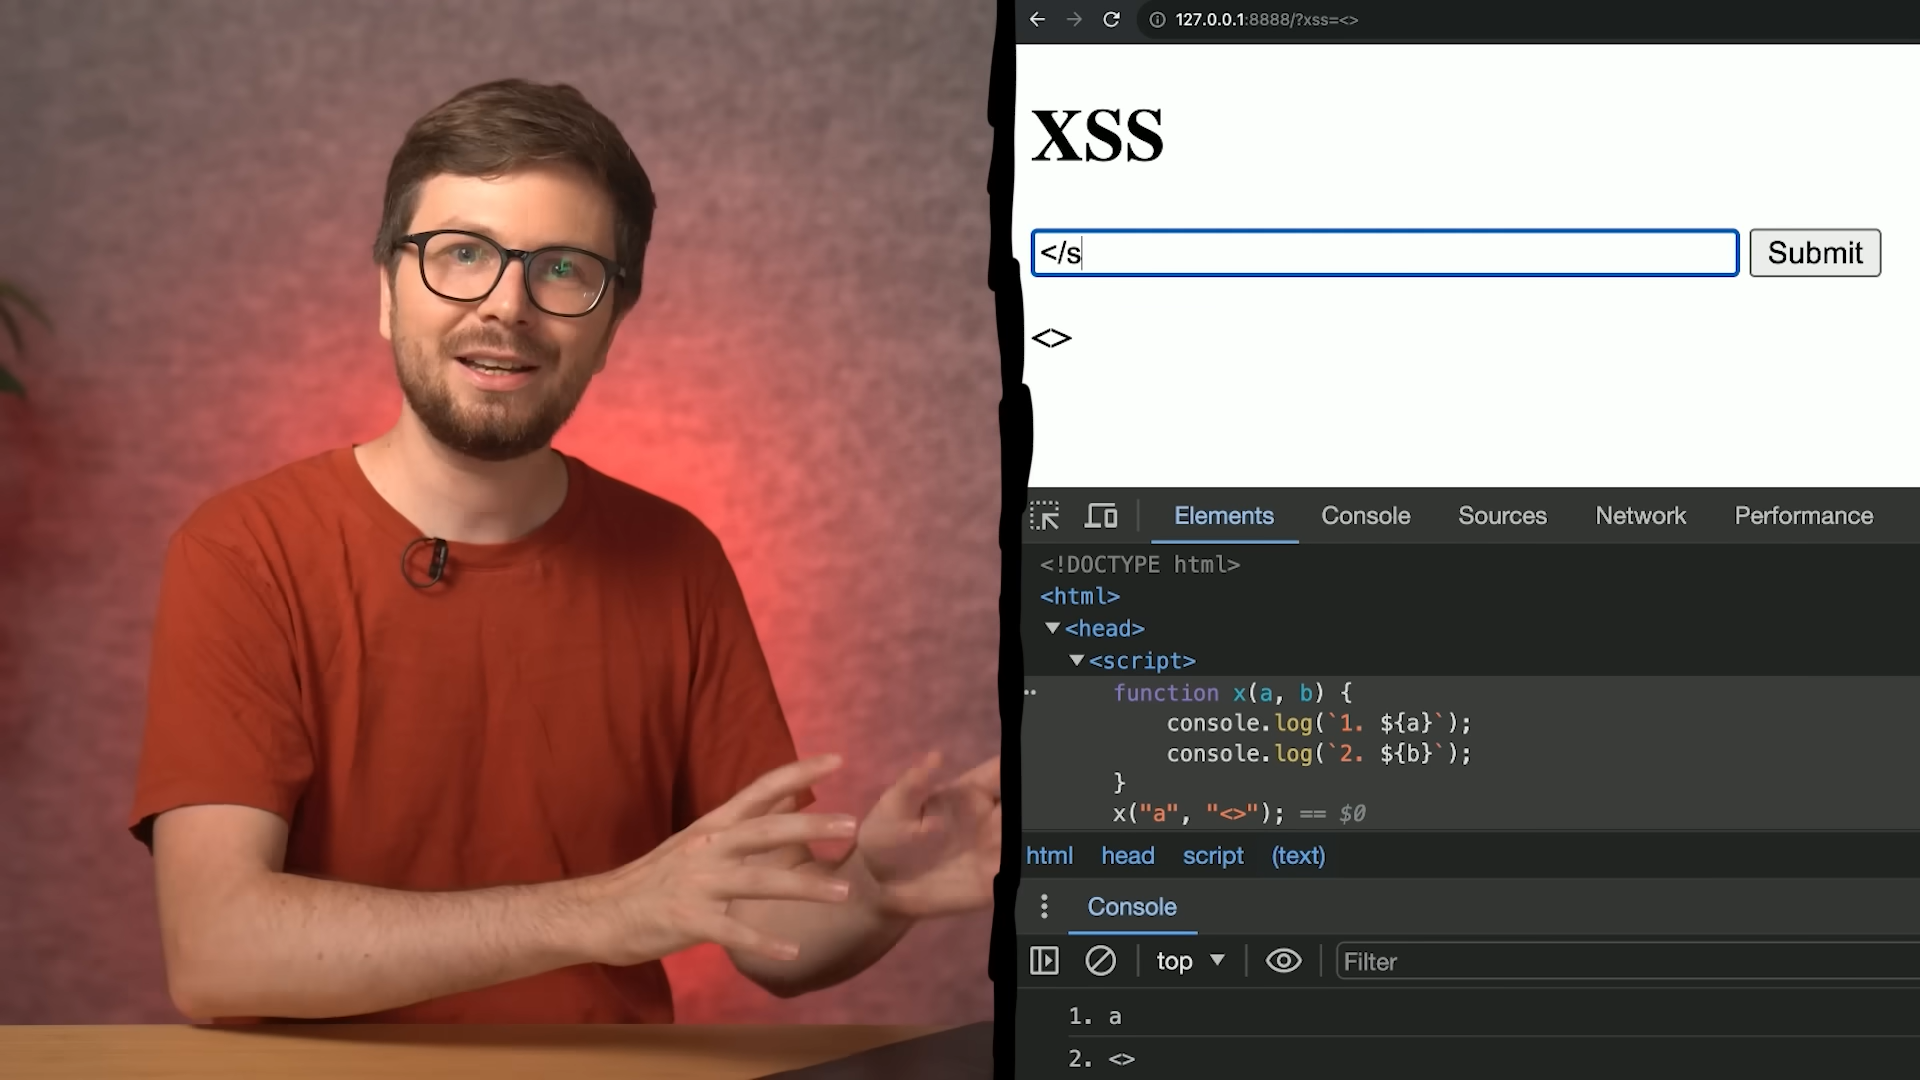 127.0.0.1:8888/?xss=<>
XSS
</s
Submit
<>
Elements Console Sources Network Performance
<!DOCTYPE html>
<html>
<head>
<script>
function x(a, b) {
console.log(`1. ${a}`);
console.log(`2. ${b}`);
}
x("a", "<>"); == $0
html head script (text)
Console
top Filter
1. a
2. <>